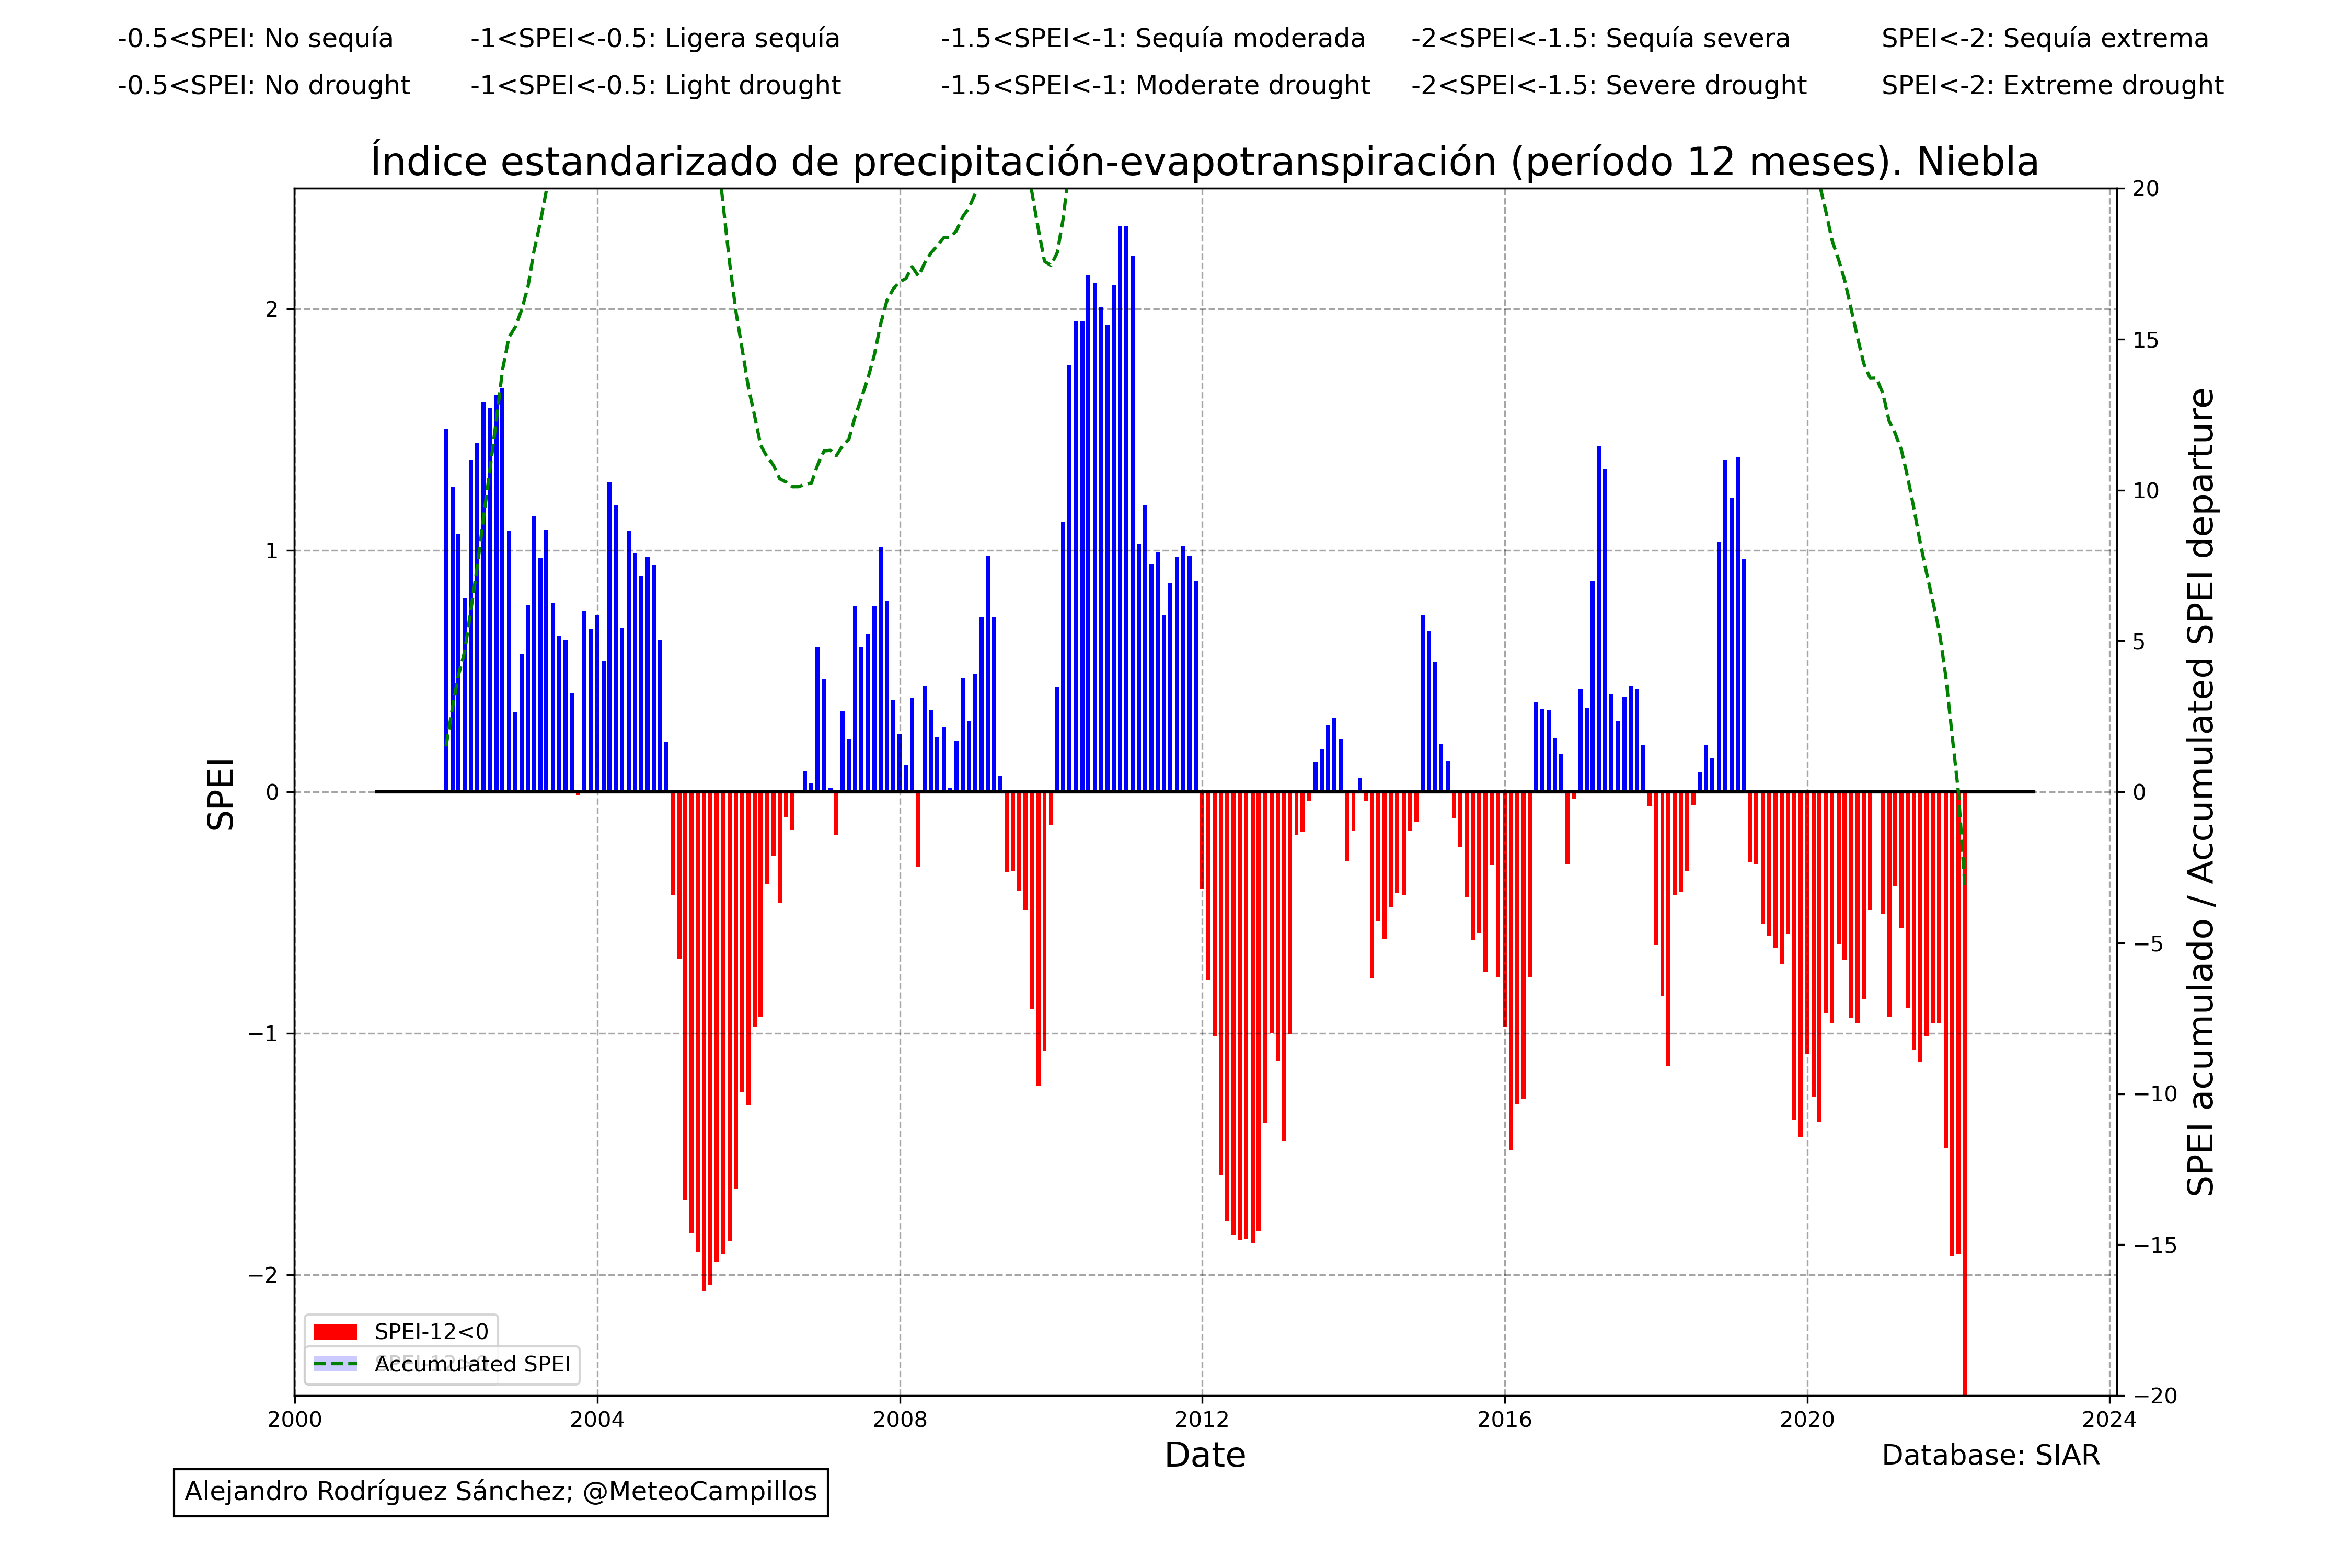 -0.5<SPEI: No sequía -1<SPEI<-0.5: Ligera sequía -1.5<SPEI<-1: Sequía moderada -2<SPEI<-1.5: Sequía severa SPEI<-2: Sequía extrema
-0.5<SPEI: No drought -1<SPEI<-0.5: Light drought -1.5<SPEI<-1: Moderate drought -2<SPEI<-1.5: Severe drought SPEI<-2: Extreme drought
Índice estandarizado de precipitación-evapotranspiración (período 12 meses). Niebla
SPEI
2
1
0
−1
−2
20
15
10
5
0
−5
−10
−15
−20
SPEI acumulado / Accumulated SPEI departure
SPEI-12<0
Accumulated SPEI
2000 2004 2008 2012 2016 2020 2024
Date
Database: SIAR
Alejandro Rodríguez Sánchez; @MeteoCampillos